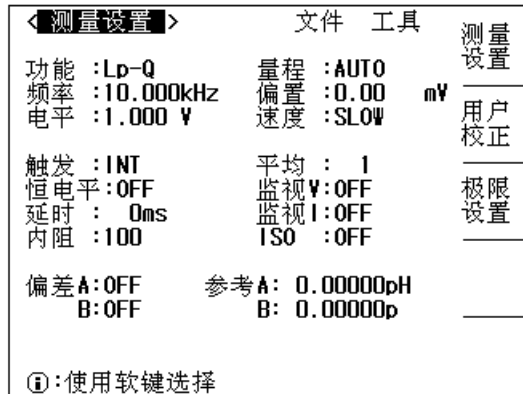 <测量设置> 文件 工具
功能 :Lp-Q 量程 :AUTO
频率 :10.000kHz 偏置 :0.00 mV
电平 :1.000 V 速度 :SLOW
触发 :INT 平均 : 1
恒电平:OFF 监视V:OFF
延时 : 0ms 监视I:OFF
内阻 :100 ISO :OFF
偏差A:OFF 参考A: 0.00000pH
B:OFF B: 0.00000p
ⓘ:使用软键选择
测量
设置
用户
校正
极限
设置